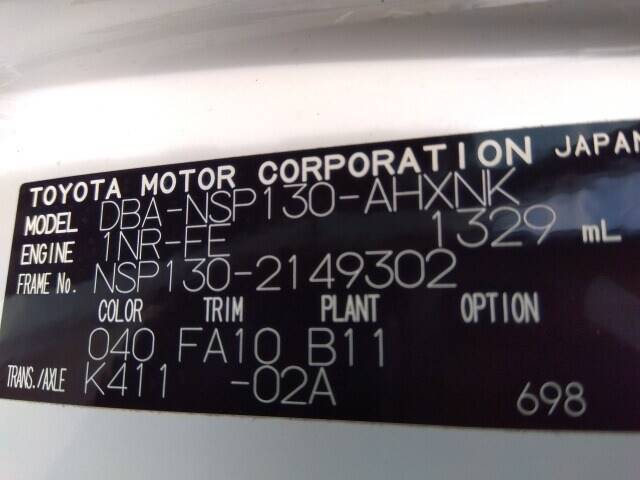 TOYOTA MOTOR CORPORATION JAPAN
MODEL DBA-NSP130-AHXNK
ENGINE 1NR-FE 1329 mL
FRAME No. NSP130-2149302
COLOR TRIM PLANT OPTION
040 FA10 B11
TRANS./AXLE K411 -02A
698